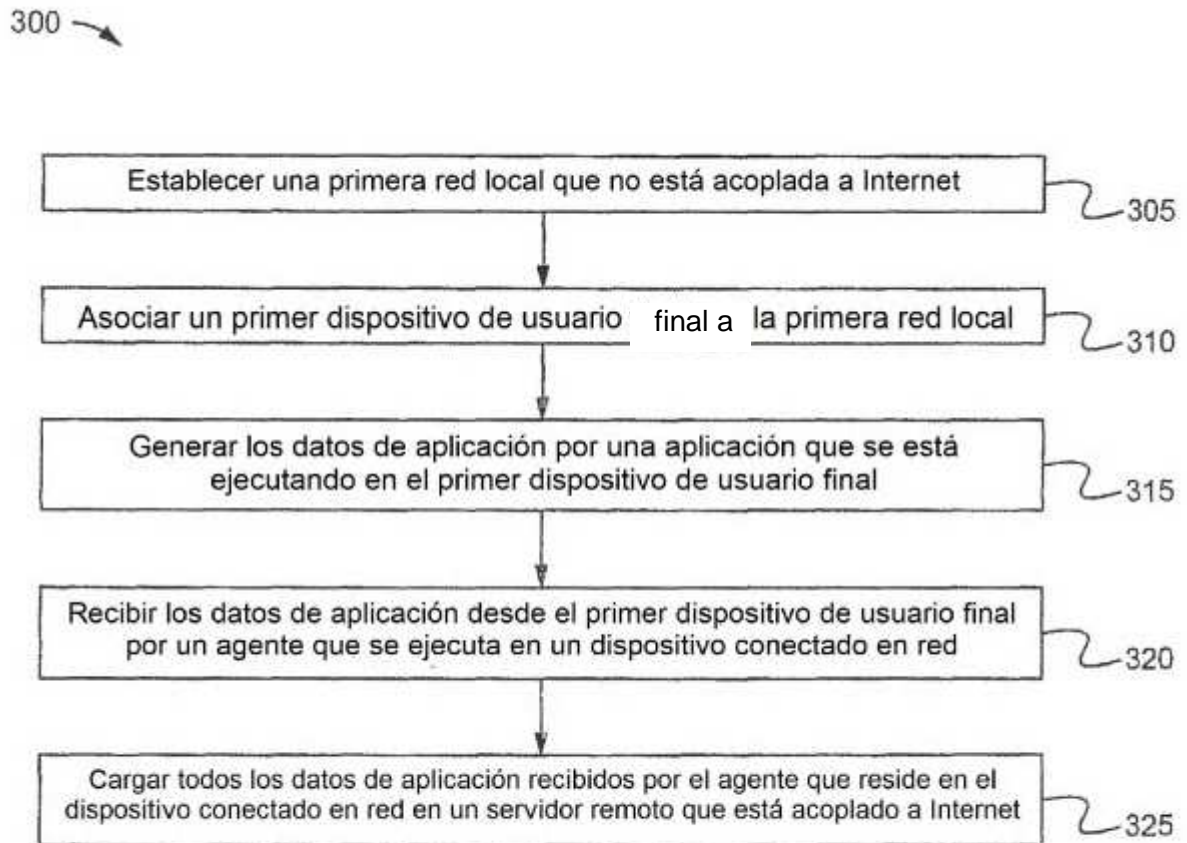 300
Establecer una primera red local que no está acoplada a Internet
305
Asociar un primer dispositivo de usuario final a la primera red local
310
Generar los datos de aplicación por una aplicación que se está
ejecutando en el primer dispositivo de usuario final
315
Recibir los datos de aplicación desde el primer dispositivo de usuario final
por un agente que se ejecuta en un dispositivo conectado en red
320
Cargar todos los datos de aplicación recibidos por el agente que reside en el
dispositivo conectado en red en un servidor remoto que está acoplado a Internet
325